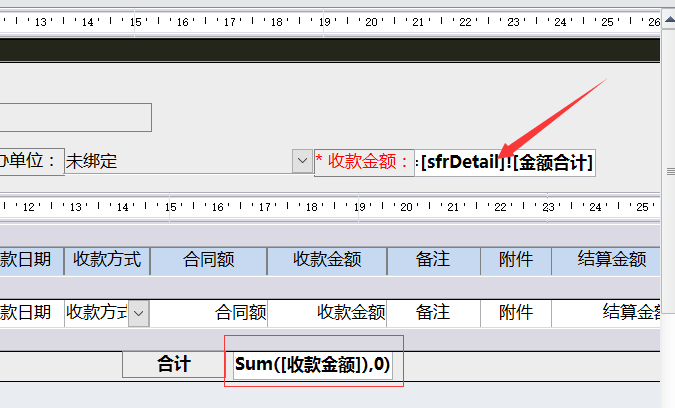 13 14 15 16 17 18 19 20 21 22 23 24 25 26
办单位： 未绑定 * 收款金额： [sfrDetail]![金额合计]
12 13 14 15 16 17 18 19 20 21 22 23 24 25
款日期 收款方式 合同额 收款金额 备注 附件 结算金额
款日期 收款方式 合同额 收款金额 备注 附件 结算金额
合计 Sum([收款金额]),0)